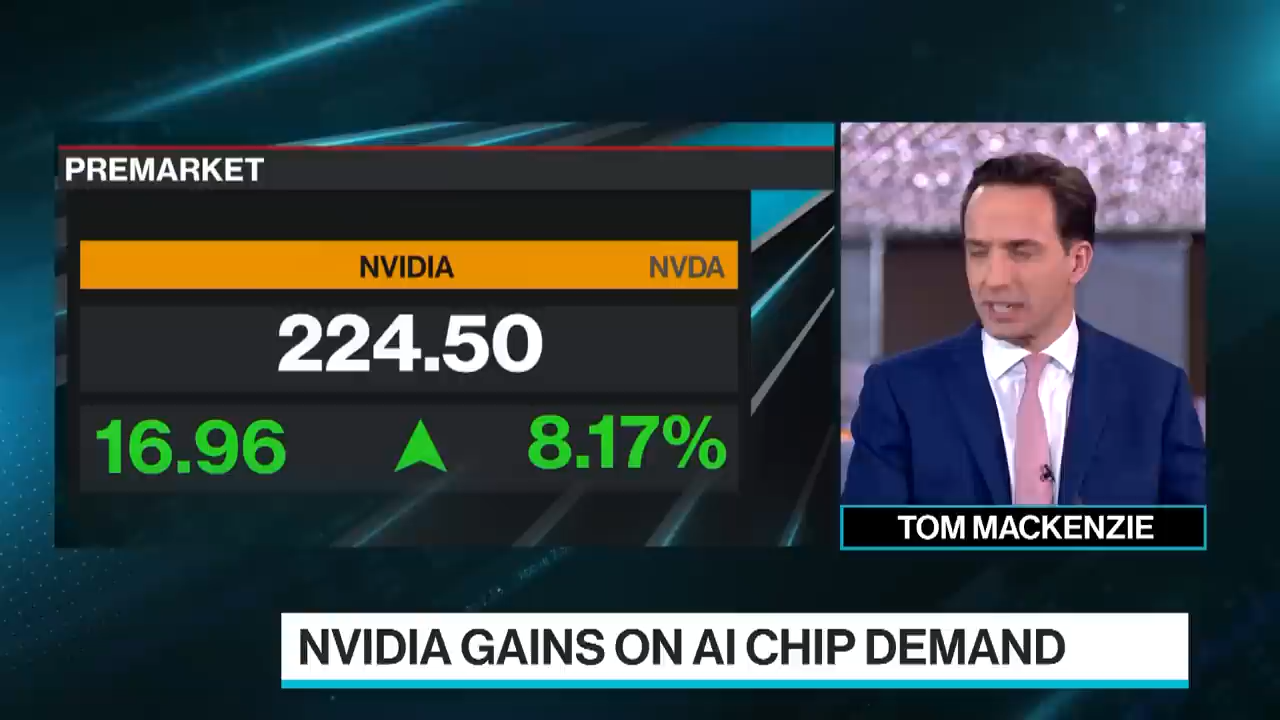 PREMARKET
NVIDIA NVDA
224.50
16.96 ▲ 8.17%
TOM MACKENZIE
NVIDIA GAINS ON AI CHIP DEMAND